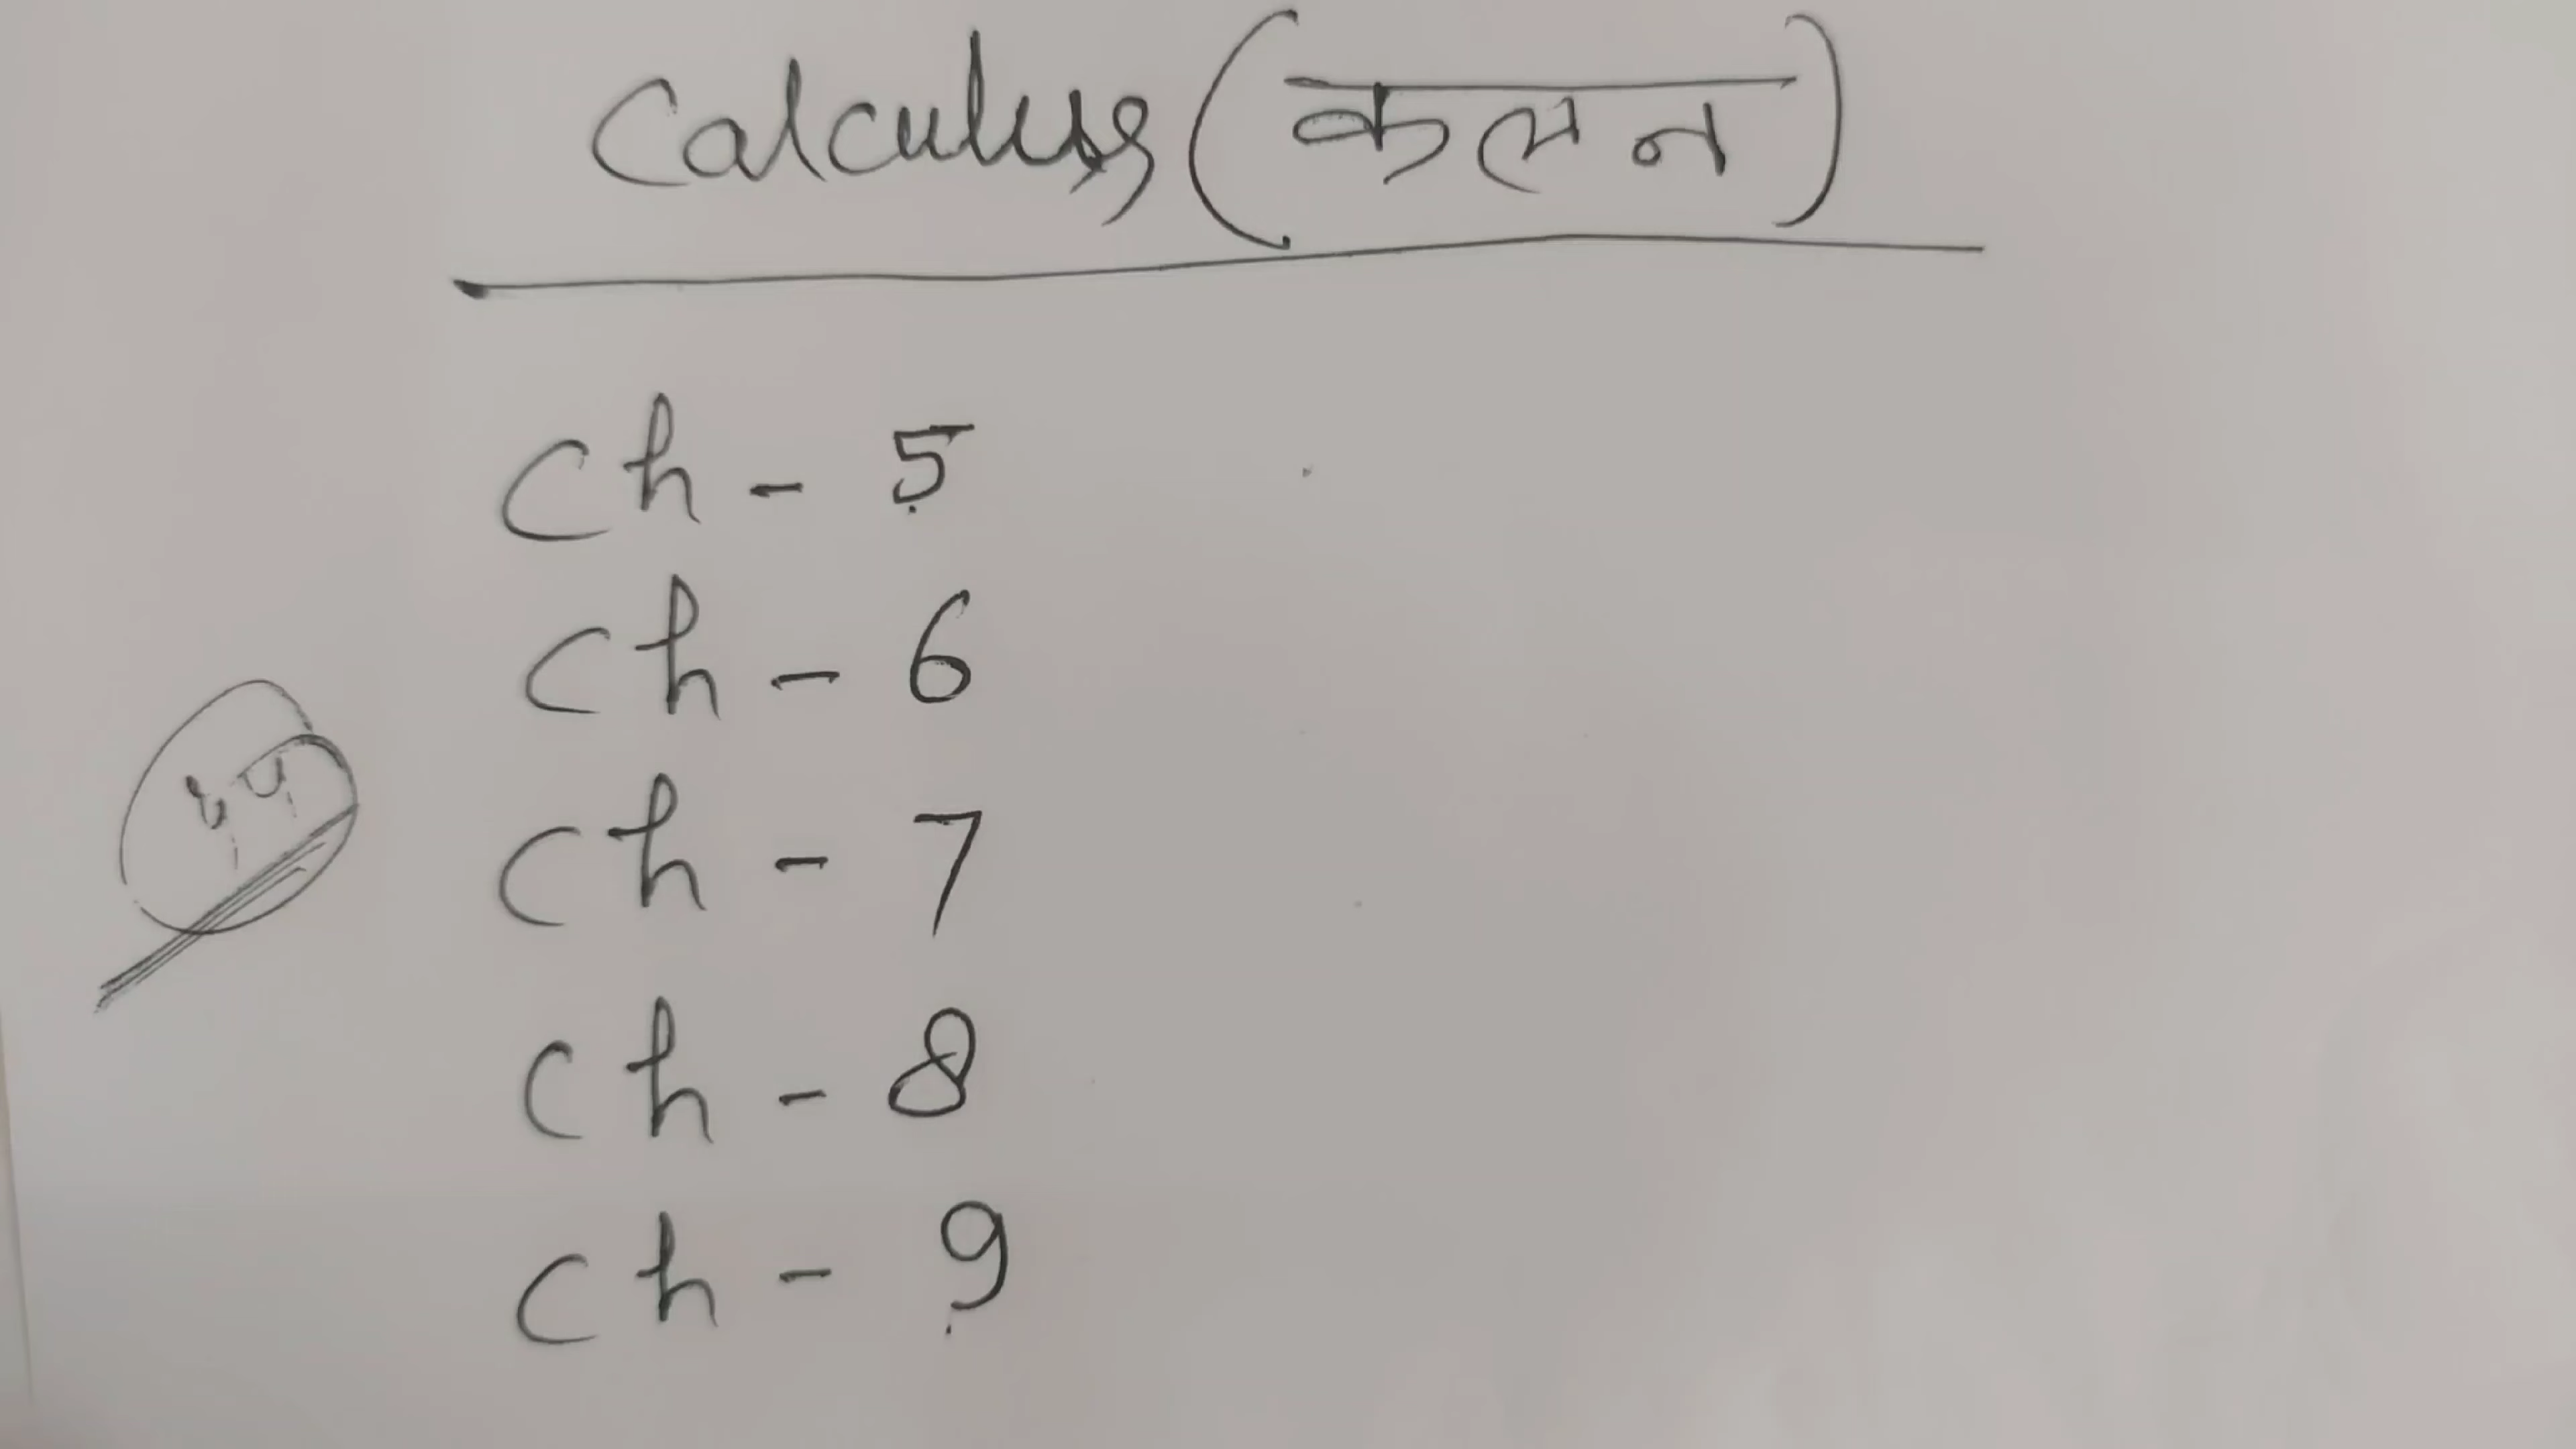 Calculus (कलन)
Ch - 5
Ch - 6
Ch - 7
Ch - 8
Ch - 9